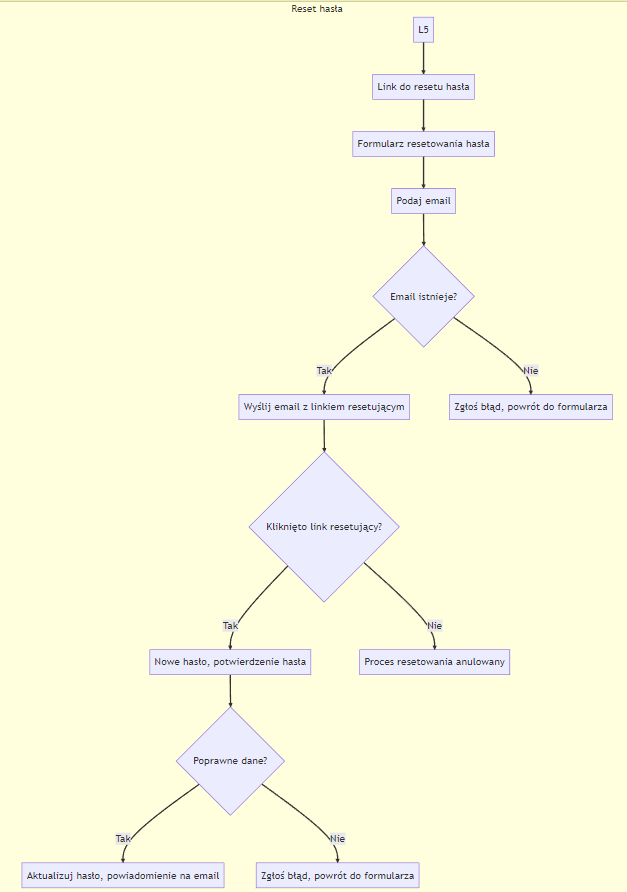 Reset hasła
L5
Link do resetu hasła
Formularz resetowania hasła
Podaj email
Email istnieje?
Tak
Nie
Wyślij email z linkiem resetującym
Zgłoś błąd, powrót do formularza
Kliknięto link resetujący?
Tak
Nie
Nowe hasło, potwierdzenie hasła
Proces resetowania anulowany
Poprawne dane?
Tak
Nie
Aktualizuj hasło, powiadomienie na email
Zgłoś błąd, powrót do formularza